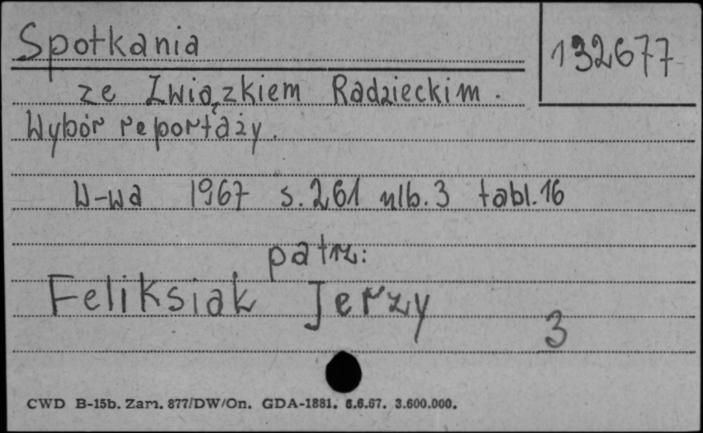 Spotkania
132677
ze Związkiem Radzieckim.
Wybór reportaży.
W-wa 1967 s. 261 nlb. 3 tabl. 16
patrz:
Feliksiak Jerzy
3
CWD B-15b. Zam. 877/DW/On. GDA-1881. 6.6.67. 3.600.000.